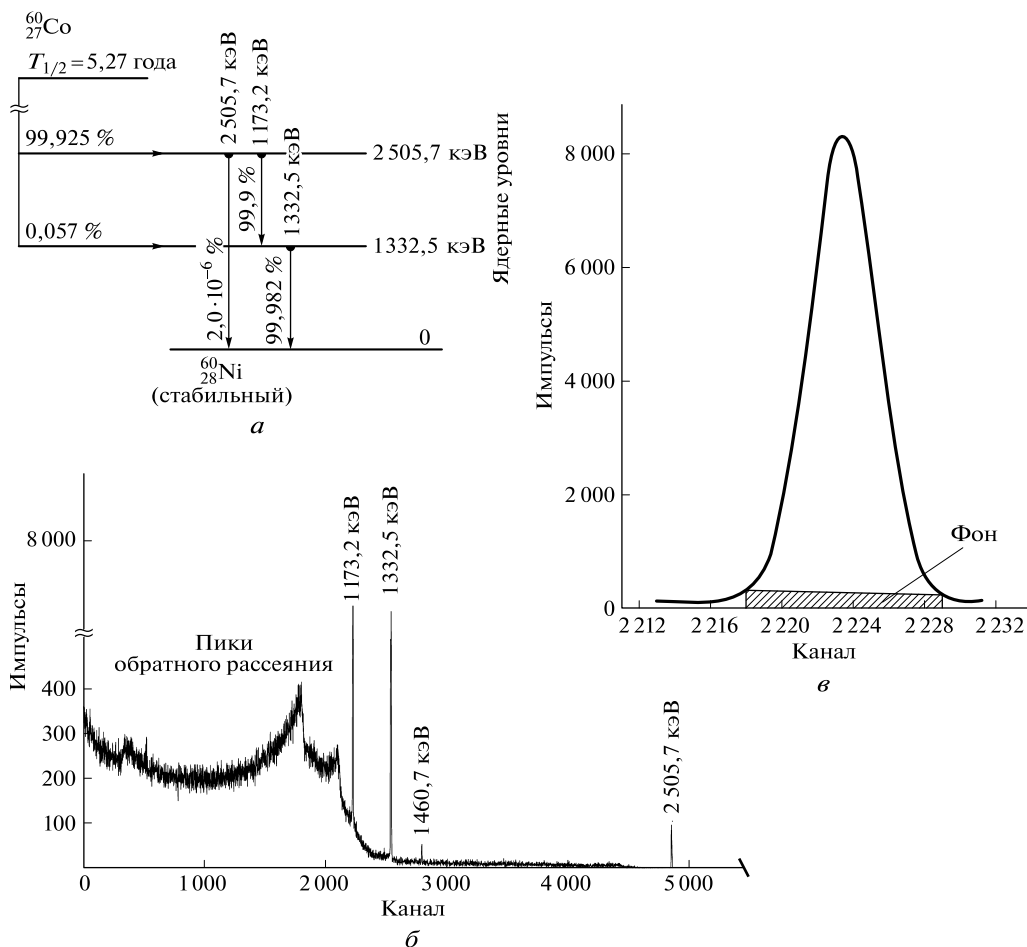 ⁶⁰₂₇Co
T₁/₂ = 5,27 года
99,925 %
0,057 %
2 505,7 кэВ
1173,2 кэВ
1332,5 кэВ
99,9 %
2,0 · 10⁻⁶ %
99,982 %
2 505,7 кэВ
1332,5 кэВ
0
Ядерные уровни
⁶⁰₂₈Ni
(стабильный)
а
Импульсы
8 000
6 000
4 000
2 000
0
Фон
2 212 2 216 2 220 2 224 2 228 2 232
Канал
в
Импульсы
8 000
400
300
200
100
Пики
обратного рассеяния
1173,2 кэВ
1332,5 кэВ
1460,7 кэВ
2 505,7 кэВ
0 1 000 2 000 3 000 4 000 5 000
Канал
б